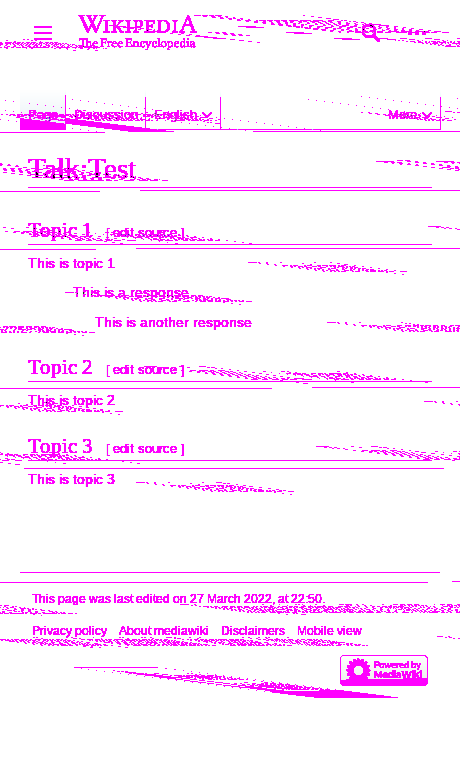 WIKIPEDIA
The Free Encyclopedia
Page Discussion English More
Talk:Test
Topic 1 [ edit source ]
This is topic 1
This is a response
This is another response
Topic 2 [ edit source ]
This is topic 2
Topic 3 [ edit source ]
This is topic 3
This page was last edited on 27 March 2022, at 22:50.
Privacy policy About mediawiki Disclaimers Mobile view
Powered by
MediaWiki